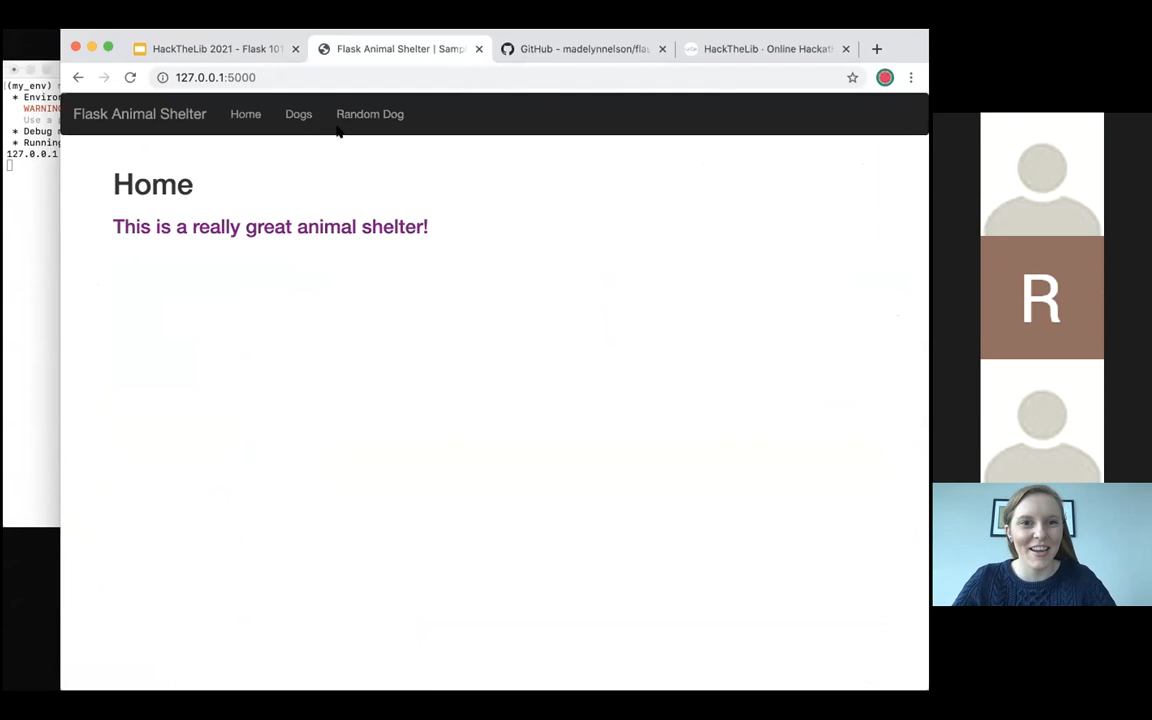 HackTheLib 2021 - Flask 101
Flask Animal Shelter | Samp
GitHub - madelynnelson/fla
HackTheLib · Online Hackat
127.0.0.1:5000
Flask Animal Shelter
Home
Dogs
Random Dog
Home
This is a really great animal shelter!
(my_env)
* Environ
WARNING
Use a p
* Debug m
* Running
127.0.0.1
R